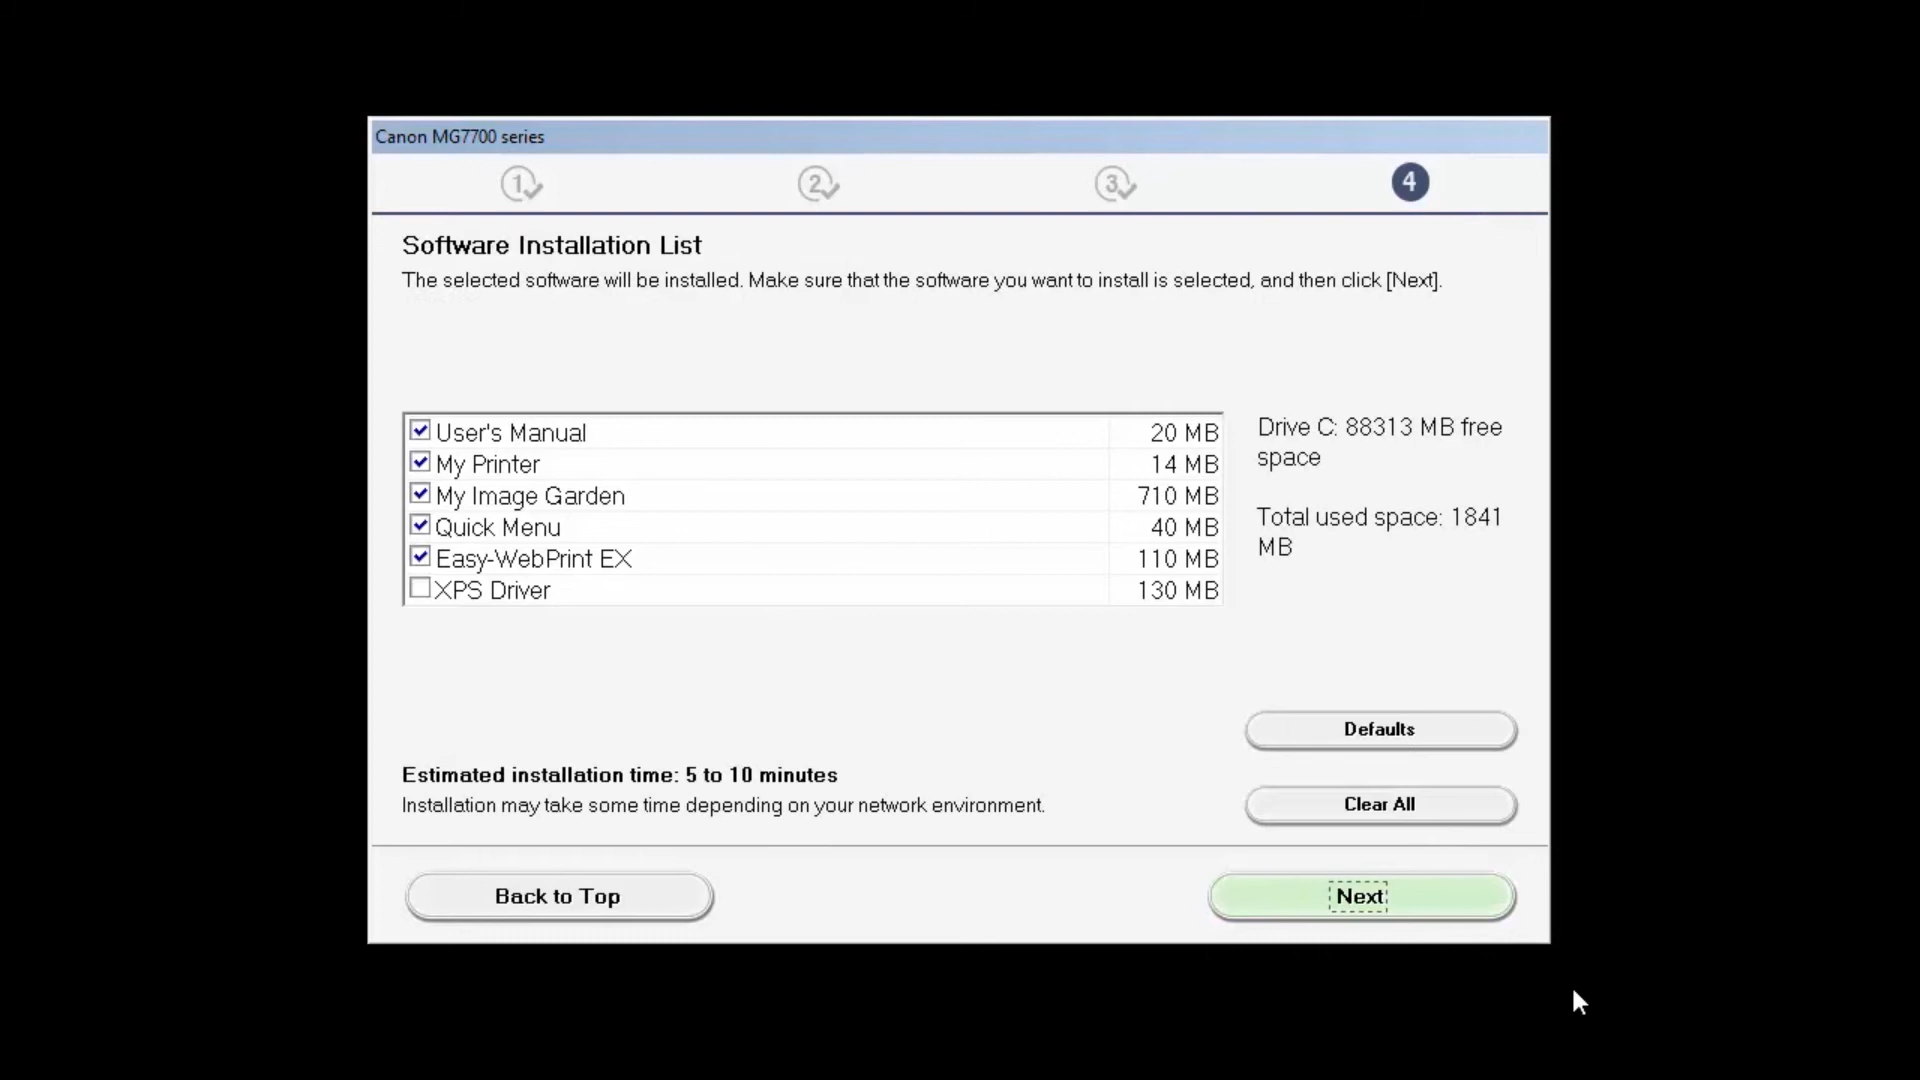 Canon MG7700 series
1 2 3 4
Software Installation List
The selected software will be installed. Make sure that the software you want to install is selected, and then click [Next].
User's Manual 20 MB
My Printer 14 MB
My Image Garden 710 MB
Quick Menu 40 MB
Easy-WebPrint EX 110 MB
XPS Driver 130 MB
Drive C: 88313 MB free
space
Total used space: 1841
MB
Defaults
Estimated installation time: 5 to 10 minutes
Installation may take some time depending on your network environment.
Clear All
Back to Top
Next